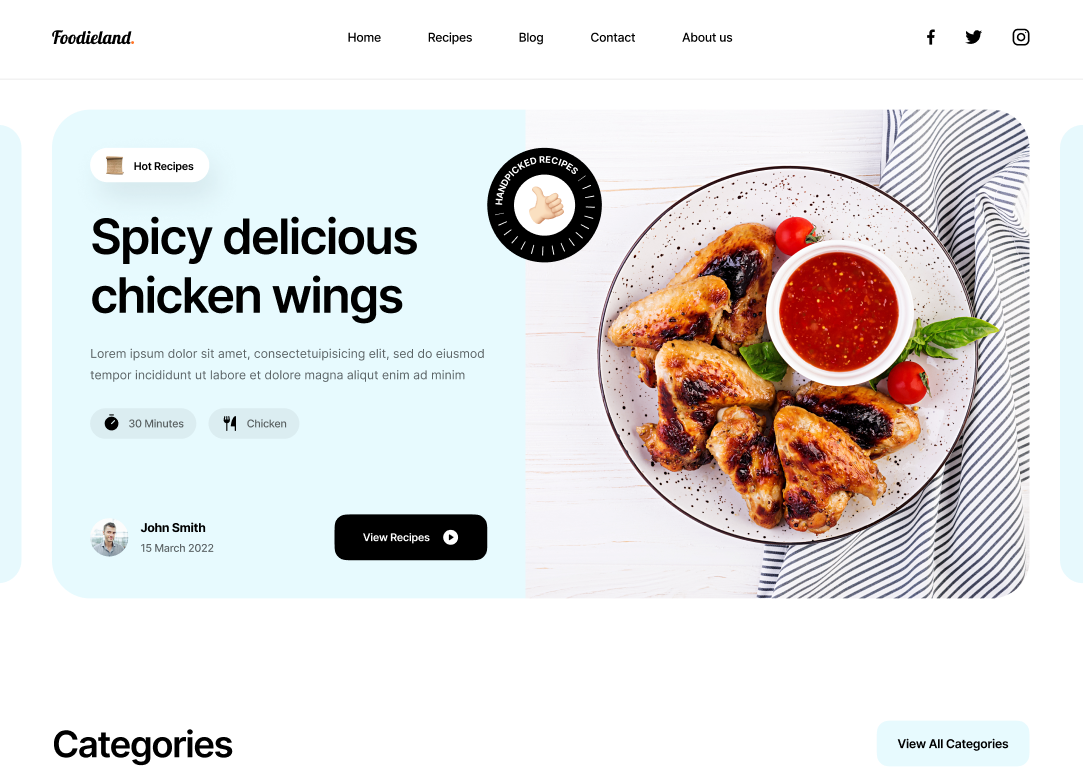 Foodieland.
Home
Recipes
Blog
Contact
About us
Hot Recipes
HANDPICKED RECIPES
Spicy delicious
chicken wings
Lorem ipsum dolor sit amet, consectetuipisicing elit, sed do eiusmod
tempor incididunt ut labore et dolore magna aliqut enim ad minim
30 Minutes
Chicken
John Smith
15 March 2022
View Recipes
Categories
View All Categories